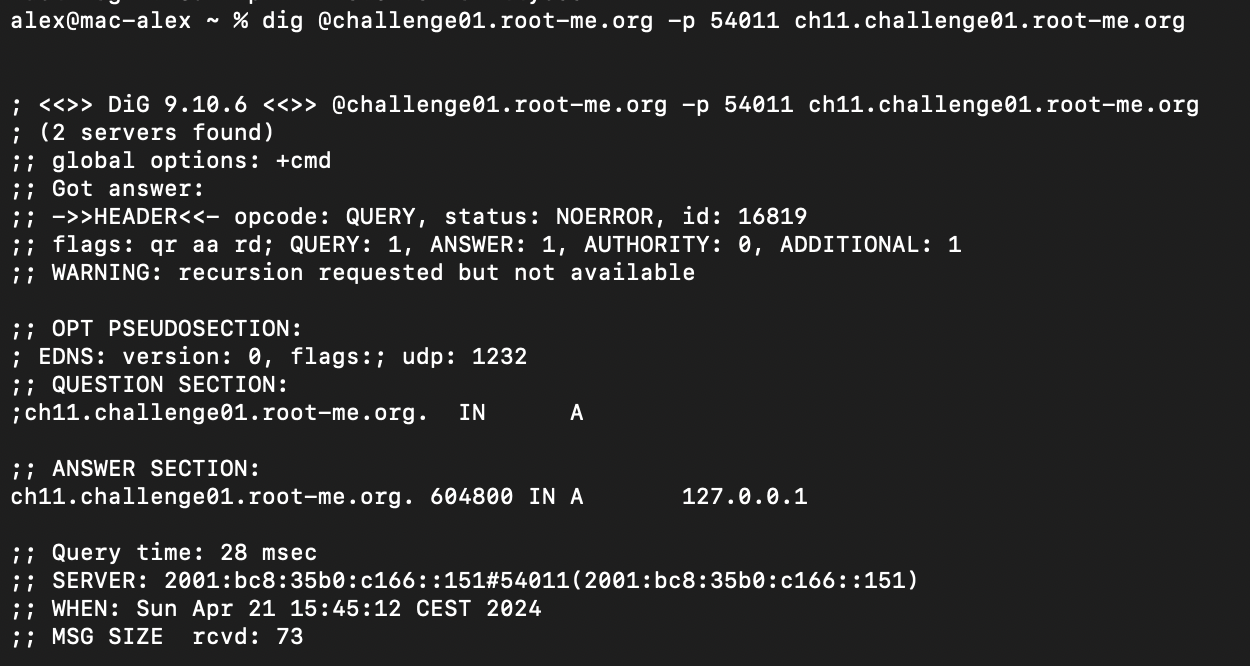 alex@mac-alex ~ % dig @challenge01.root-me.org -p 54011 ch11.challenge01.root-me.org
; <<>> DiG 9.10.6 <<>> @challenge01.root-me.org -p 54011 ch11.challenge01.root-me.org
; (2 servers found)
;; global options: +cmd
;; Got answer:
;; ->>HEADER<<- opcode: QUERY, status: NOERROR, id: 16819
;; flags: qr aa rd; QUERY: 1, ANSWER: 1, AUTHORITY: 0, ADDITIONAL: 1
;; WARNING: recursion requested but not available
;; OPT PSEUDOSECTION:
; EDNS: version: 0, flags:; udp: 1232
;; QUESTION SECTION:
;ch11.challenge01.root-me.org. IN A
;; ANSWER SECTION:
ch11.challenge01.root-me.org. 604800 IN A 127.0.0.1
;; Query time: 28 msec
;; SERVER: 2001:bc8:35b0:c166::151#54011(2001:bc8:35b0:c166::151)
;; WHEN: Sun Apr 21 15:45:12 CEST 2024
;; MSG SIZE rcvd: 73